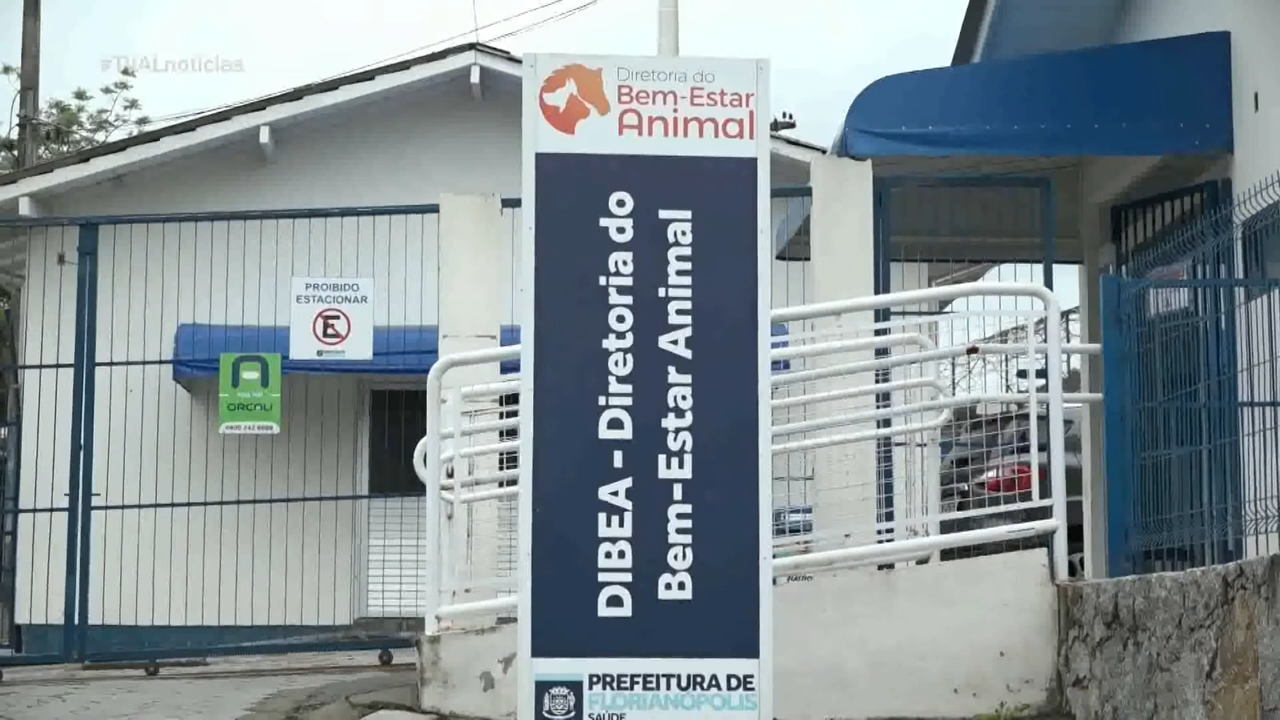 #TVALnotícias
Diretoria do
Bem-Estar
Animal
DIBEA - Diretoria do
Bem-Estar Animal
PREFEITURA DE
FLORIANÓPOLIS
SAÚDE
PROIBIDO
ESTACIONAR
E
ORCALI